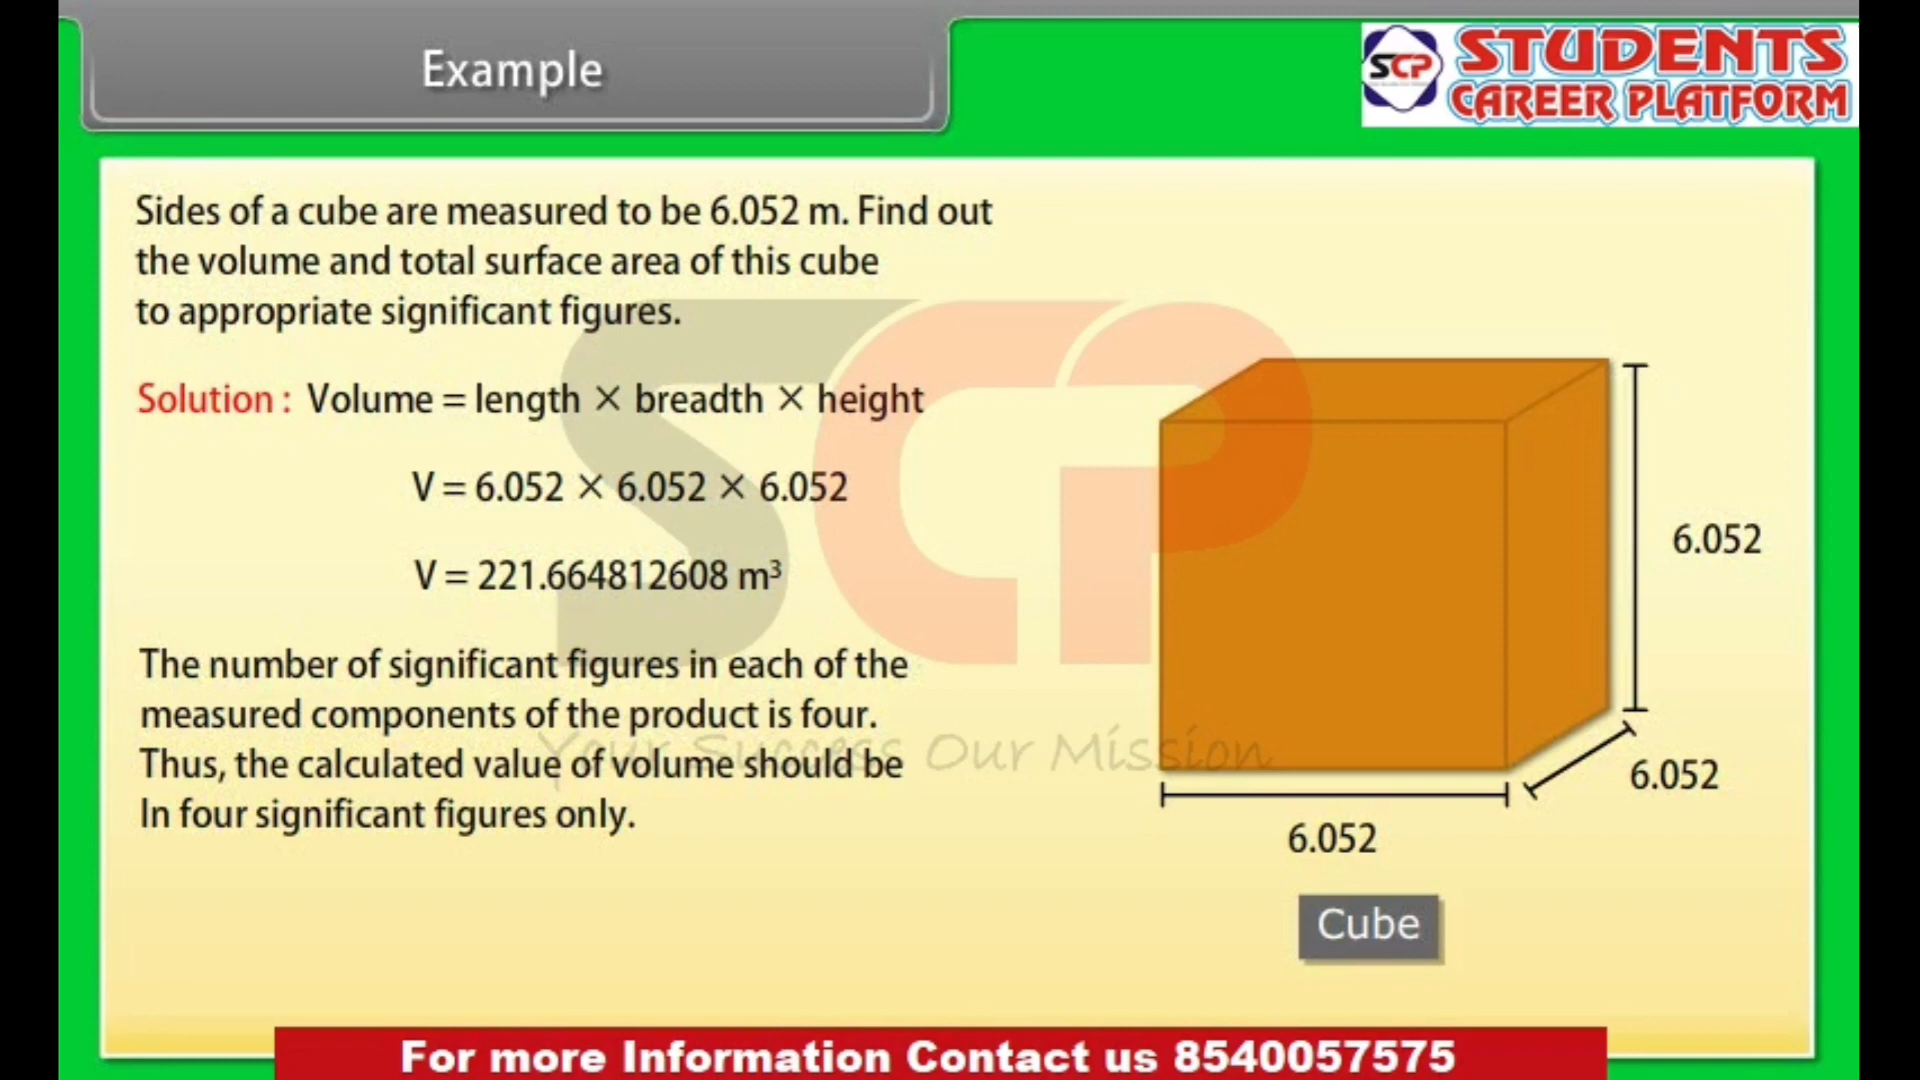 Example
SCP
STUDENTS
CAREER PLATFORM
Sides of a cube are measured to be 6.052 m. Find out
the volume and total surface area of this cube
to appropriate significant figures.
Solution : Volume = length × breadth × height
V = 6.052 × 6.052 × 6.052
V = 221.664812608 m³
The number of significant figures in each of the
measured components of the product is four.
Thus, the calculated value of volume should be
In four significant figures only.
SCP
Your Success Our Mission
6.052
6.052
6.052
Cube
For more Information Contact us 8540057575